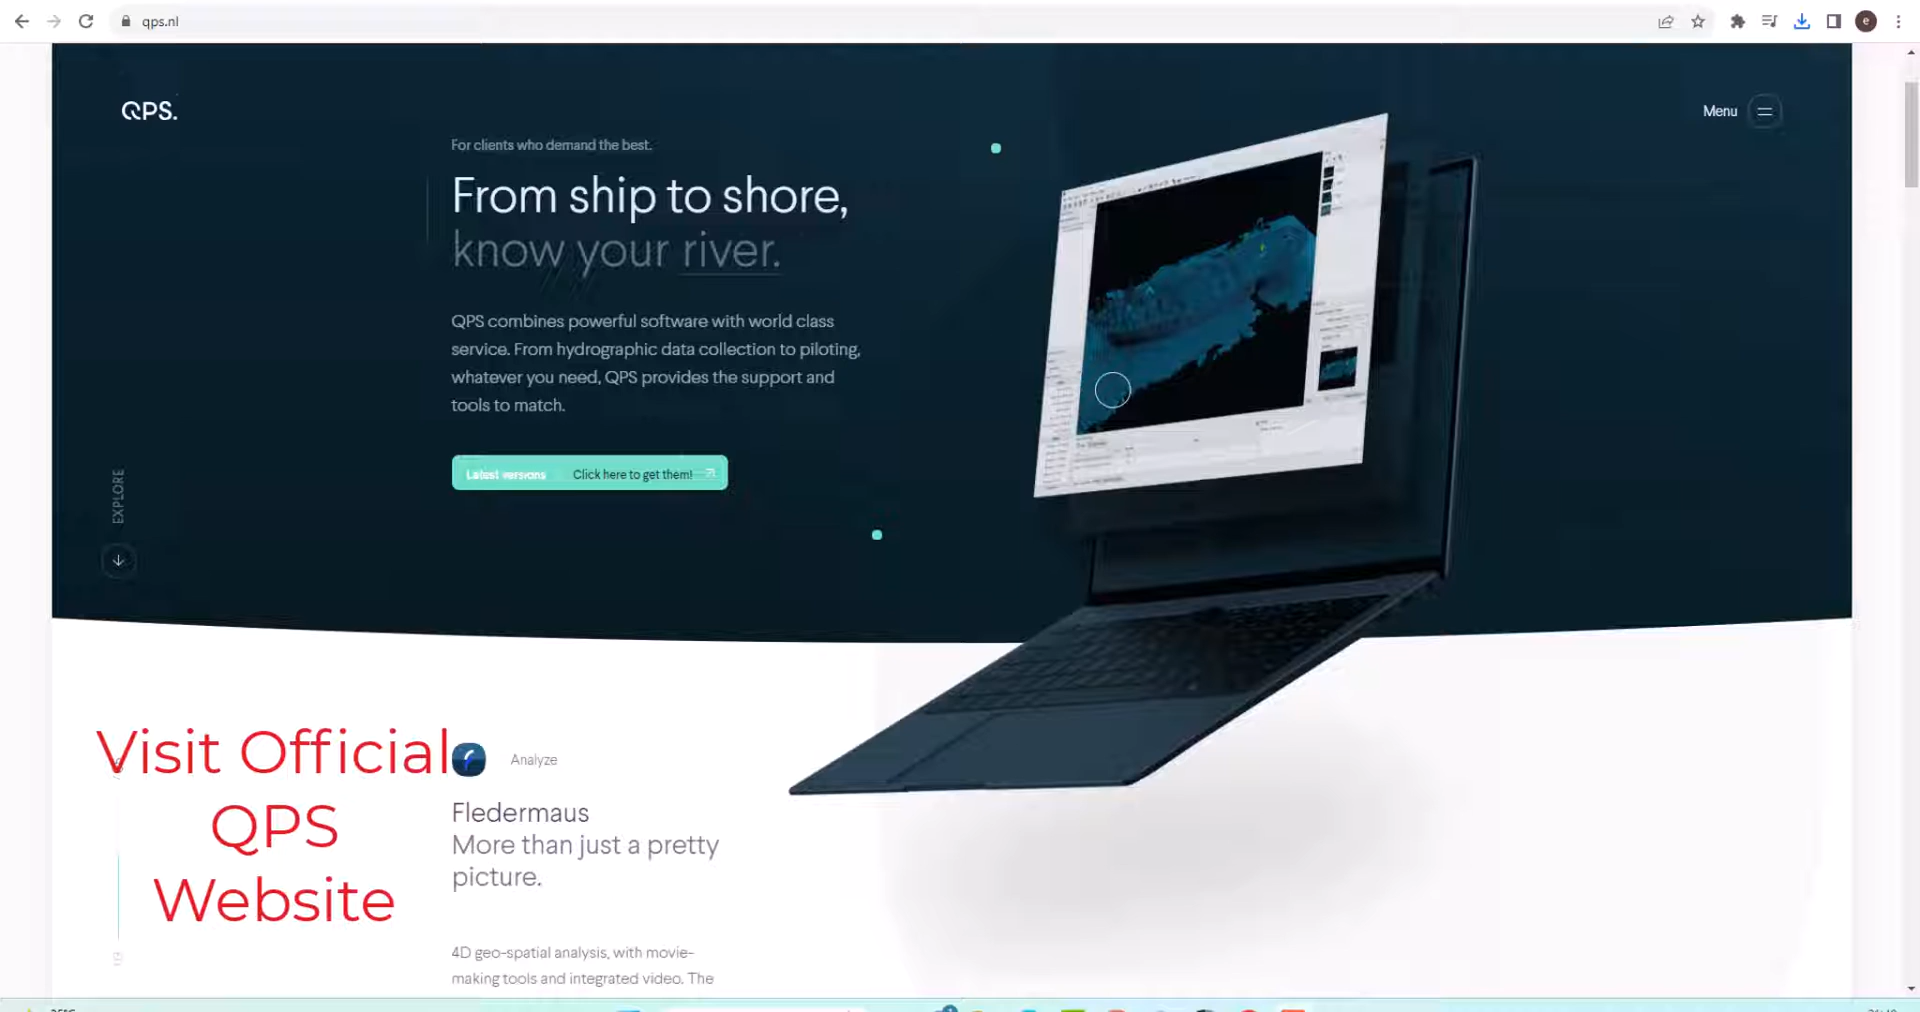 qps.nl
QPS.
Menu
For clients who demand the best.
From ship to shore,
know your river.
QPS combines powerful software with world class
service. From hydrographic data collection to piloting,
whatever you need, QPS provides the support and
tools to match.
Latest versions Click here to get them!
EXPLORE
Visit Official
QPS
Website
Analyze
Fledermaus
More than just a pretty
picture.
4D geo-spatial analysis, with movie-
making tools and integrated video. The